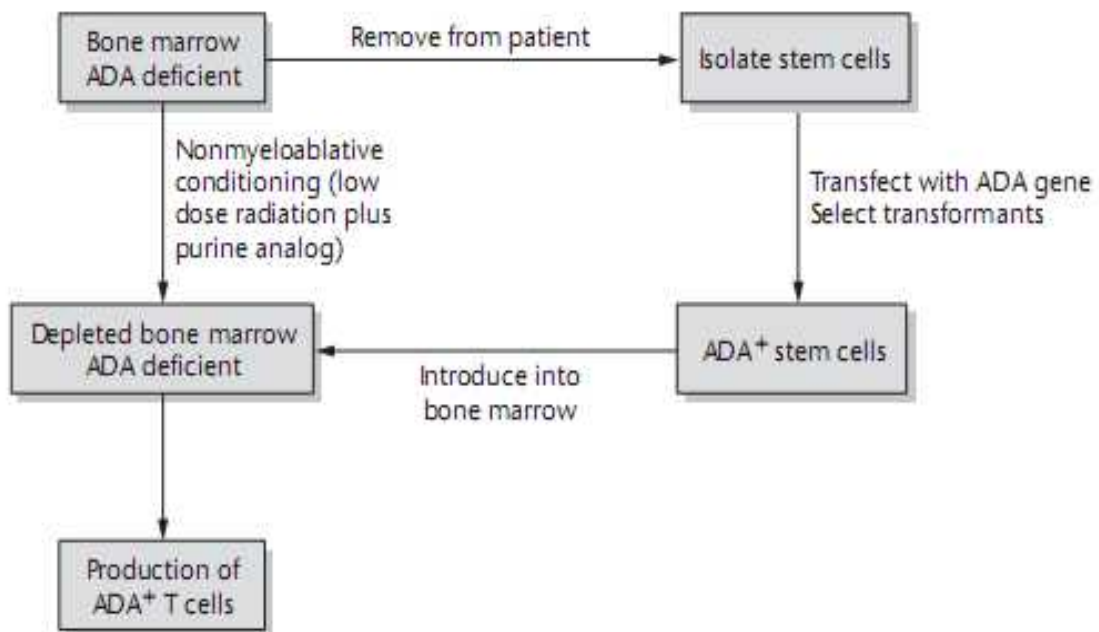 Bone marrow
ADA deficient
Remove from patient
Isolate stem cells
Nonmyeloablative
conditioning (low
dose radiation plus
purine analog)
Transfect with ADA gene
Select transformants
Depleted bone marrow
ADA deficient
Introduce into
bone marrow
ADA⁺ stem cells
Production of
ADA⁺ T cells